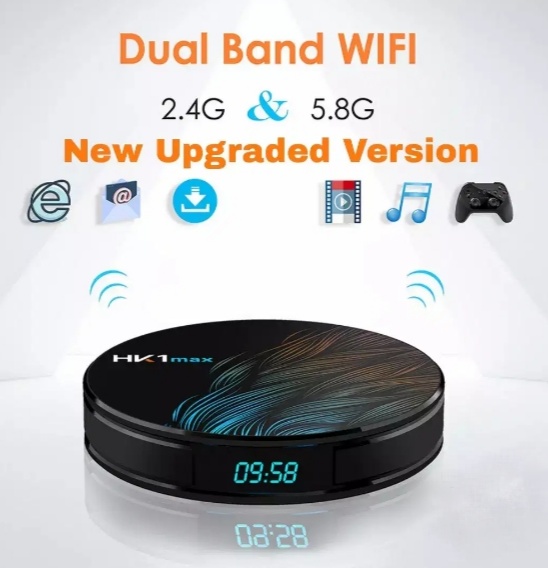 Dual Band WIFI
2.4G & 5.8G
New Upgraded Version
@
HK1max
09:58